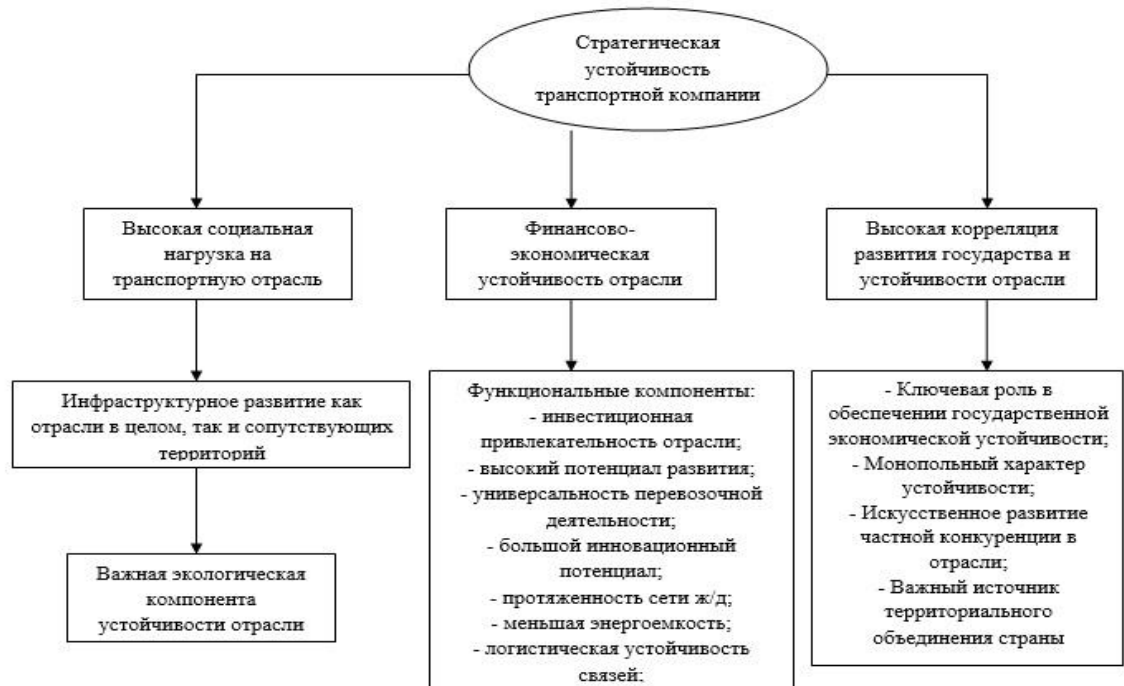 Стратегическая
устойчивость
транспортной компании
Высокая социальная
нагрузка на
транспортную отрасль
Финансово-
экономическая
устойчивость отрасли
Высокая корреляция
развития государства и
устойчивости отрасли
Инфраструктурное развитие как
отрасли в целом, так и сопутствующих
территорий
Важная экологическая
компонента
устойчивости отрасли
Функциональные компоненты:
- инвестиционная
привлекательность отрасли;
- высокий потенциал развития;
- универсальность перевозочной
деятельности;
- большой инновационный
потенциал;
- протяженность сети ж/д;
- меньшая энергоемкость;
- логистическая устойчивость
связей;
- Ключевая роль в
обеспечении государственной
экономической устойчивости;
- Монопольный характер
устойчивости;
- Искусственное развитие
частной конкуренции в
отрасли;
- Важный источник
территориального
объединения страны